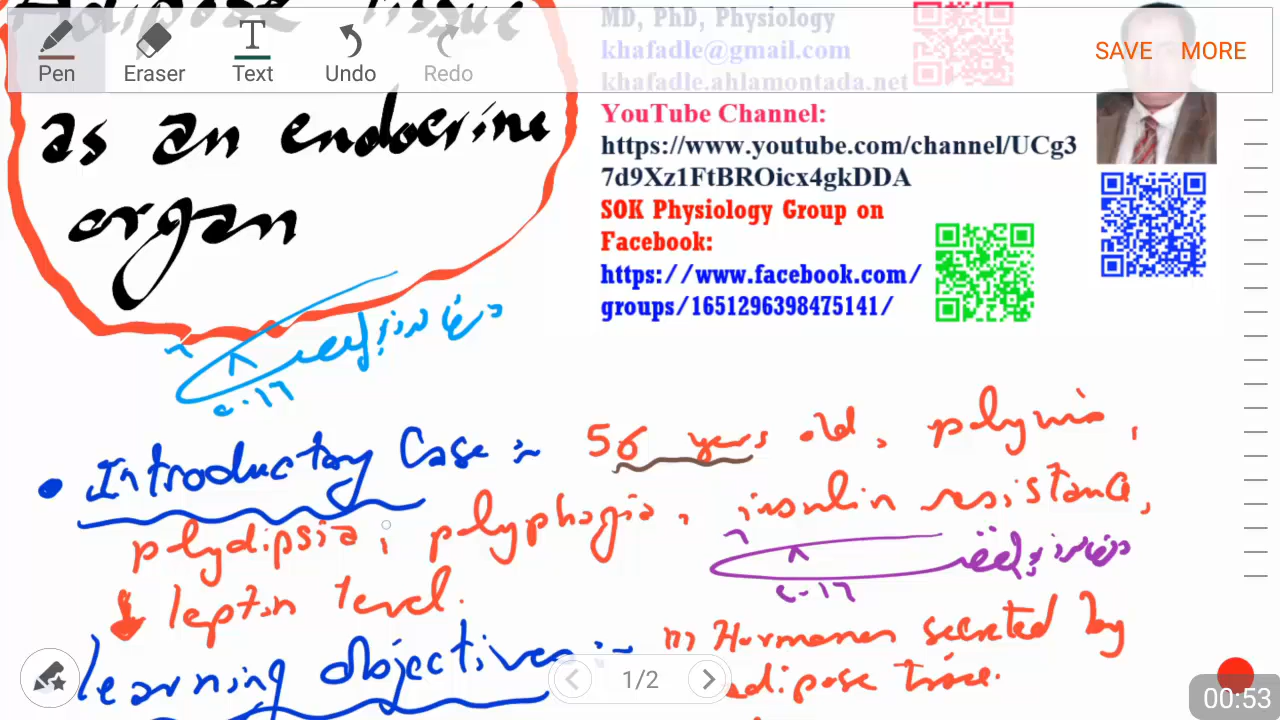 Adipose Tissue
as an endocrine
organ
Pen
Eraser
Text
Undo
Redo
SAVE
MORE
MD, PhD, Physiology
khafadle@gmail.com
khafadle.ahlamontada.net
YouTube Channel:
https://www.youtube.com/channel/UCg3
7d9Xz1FtBROicx4gkDDA
SOK Physiology Group on
Facebook:
https://www.facebook.com/
groups/1651296398475141/
• Introductory Case :- 56 years old, polyuria,
polydipsia, polyphagia, insulin resistance,
↓ leptin level.
learning objectives :- (1) Hormones secreted by
adipose tissue.
1/2
00:53